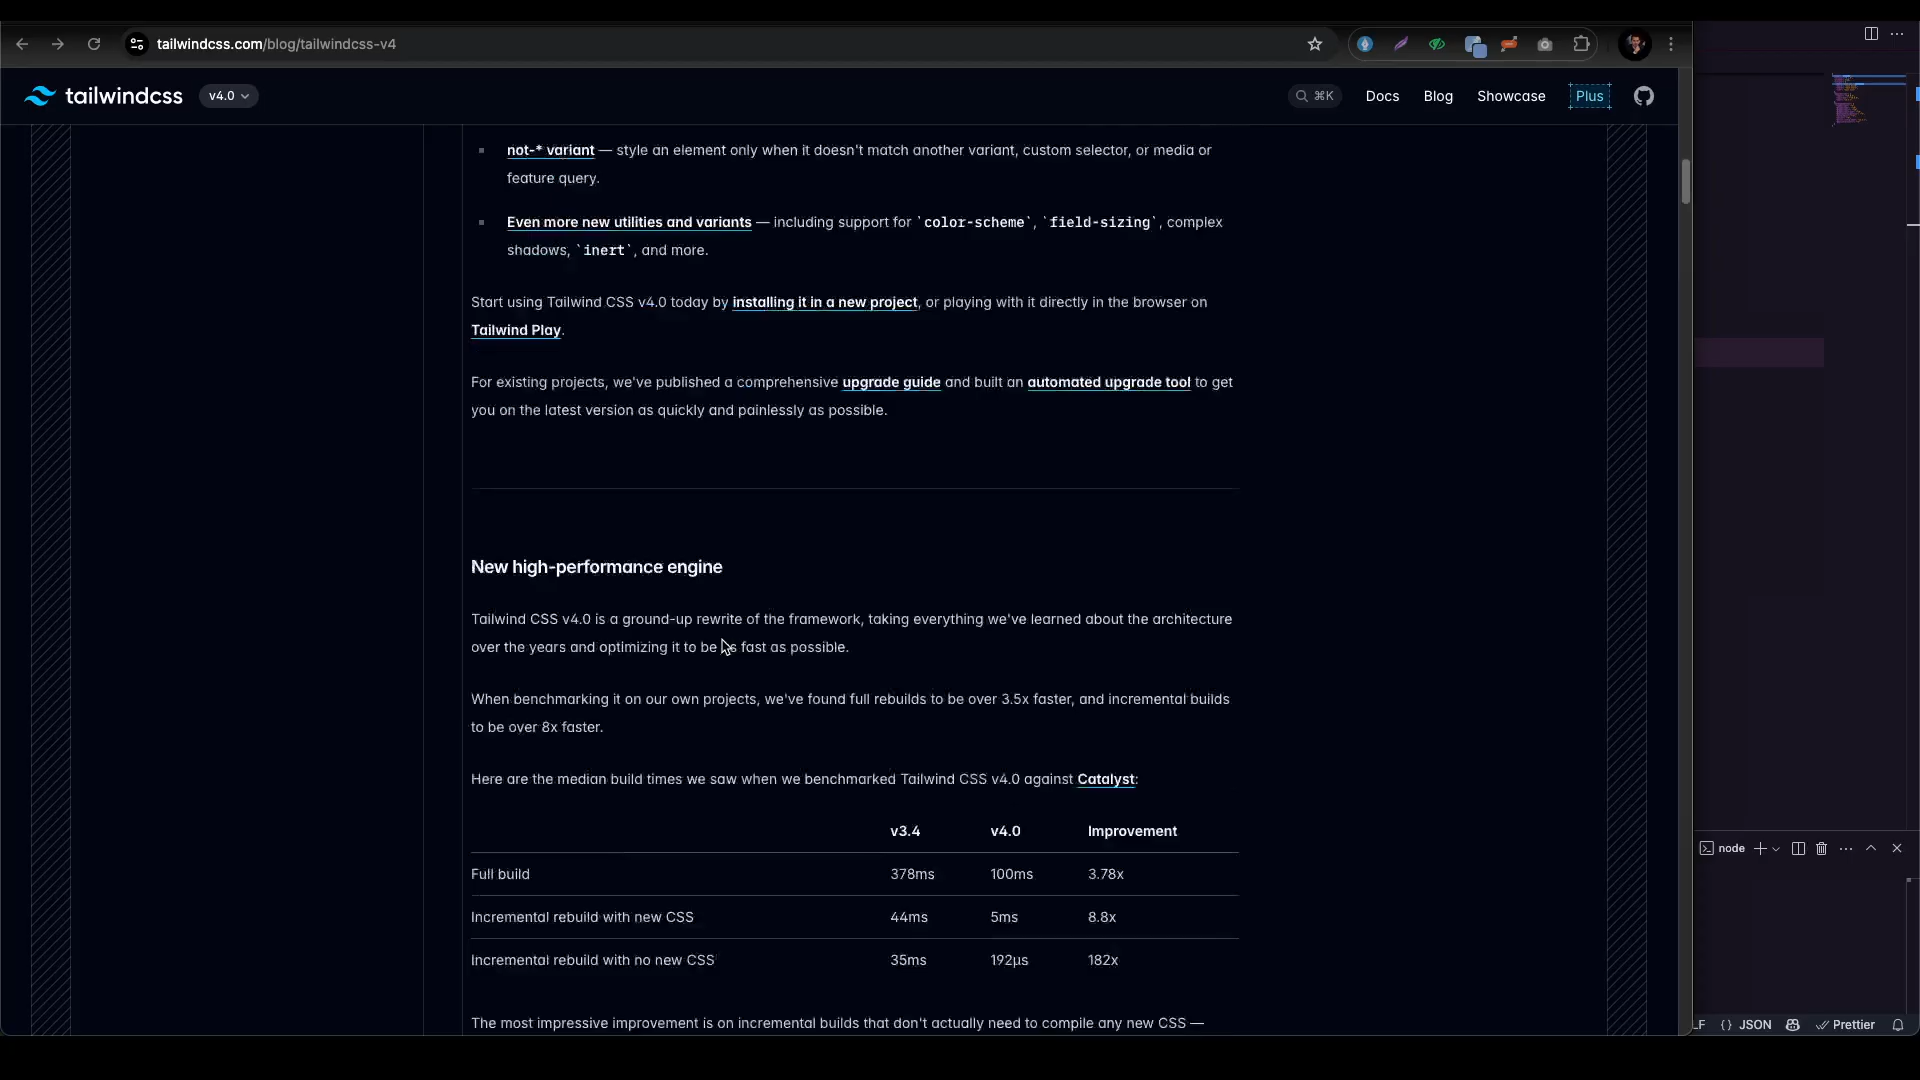 tailwindcss.com/blog/tailwindcss-v4
tailwindcss v4.0 ⌘K Docs Blog Showcase Plus
not-* variant — style an element only when it doesn't match another variant, custom selector, or media or
feature query.
Even more new utilities and variants — including support for `color-scheme`, `field-sizing`, complex
shadows, `inert`, and more.
Start using Tailwind CSS v4.0 today by installing it in a new project, or playing with it directly in the browser on
Tailwind Play.
For existing projects, we've published a comprehensive upgrade guide and built an automated upgrade tool to get
you on the latest version as quickly and painlessly as possible.
New high-performance engine
Tailwind CSS v4.0 is a ground-up rewrite of the framework, taking everything we've learned about the architecture
over the years and optimizing it to be as fast as possible.
When benchmarking it on our own projects, we've found full rebuilds to be over 3.5x faster, and incremental builds
to be over 8x faster.
Here are the median build times we saw when we benchmarked Tailwind CSS v4.0 against Catalyst:
v3.4 v4.0 Improvement
Full build 378ms 100ms 3.78x
Incremental rebuild with new CSS 44ms 5ms 8.8x
Incremental rebuild with no new CSS 35ms 192µs 182x
The most impressive improvement is on incremental builds that don't actually need to compile any new CSS —
node
LF {} JSON Prettier